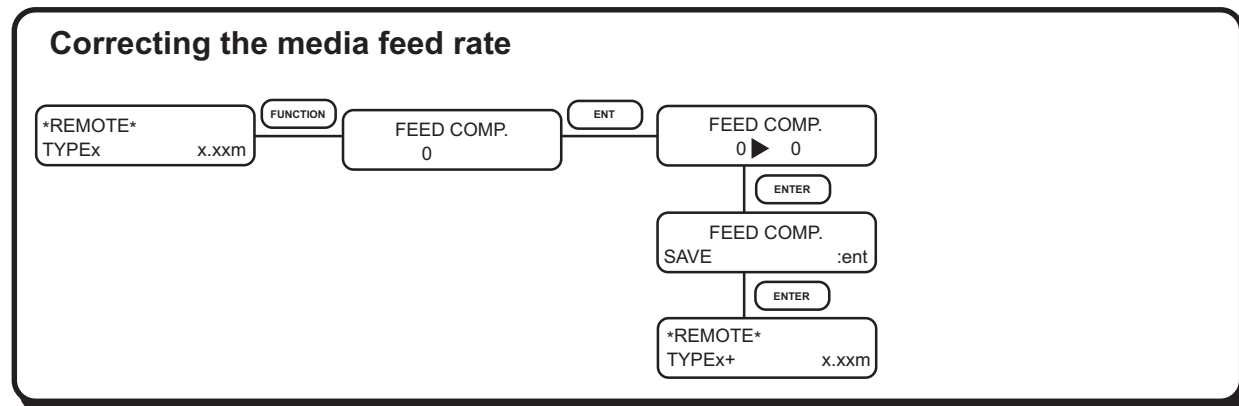 Correcting the media feed rate
*REMOTE*
TYPEx x.xxm
FUNCTION
FEED COMP.
0
ENT
FEED COMP.
0 ▶ 0
ENTER
FEED COMP.
SAVE :ent
ENTER
*REMOTE*
TYPEx+ x.xxm